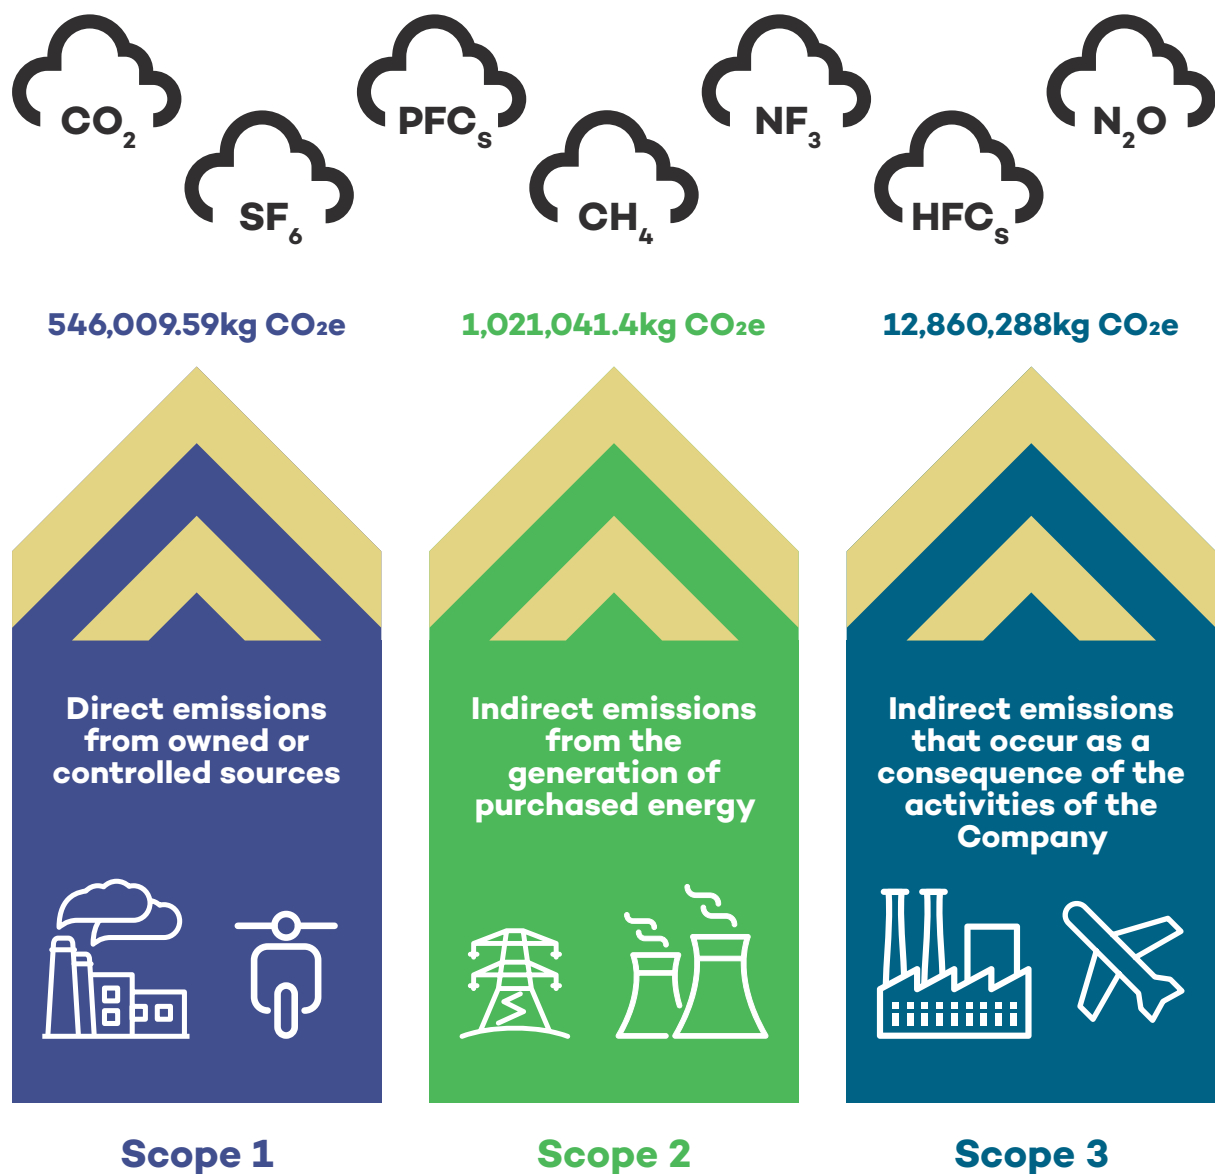 CO₂
PFCₛ
NF₃
N₂O
SF₆
CH₄
HFCₛ
546,009.59kg CO₂e
1,021,041.4kg CO₂e
12,860,288kg CO₂e
Direct emissions
from owned or
controlled sources
Indirect emissions
from the
generation of
purchased energy
Indirect emissions
that occur as a
consequence of the
activities of the
Company
Scope 1
Scope 2
Scope 3